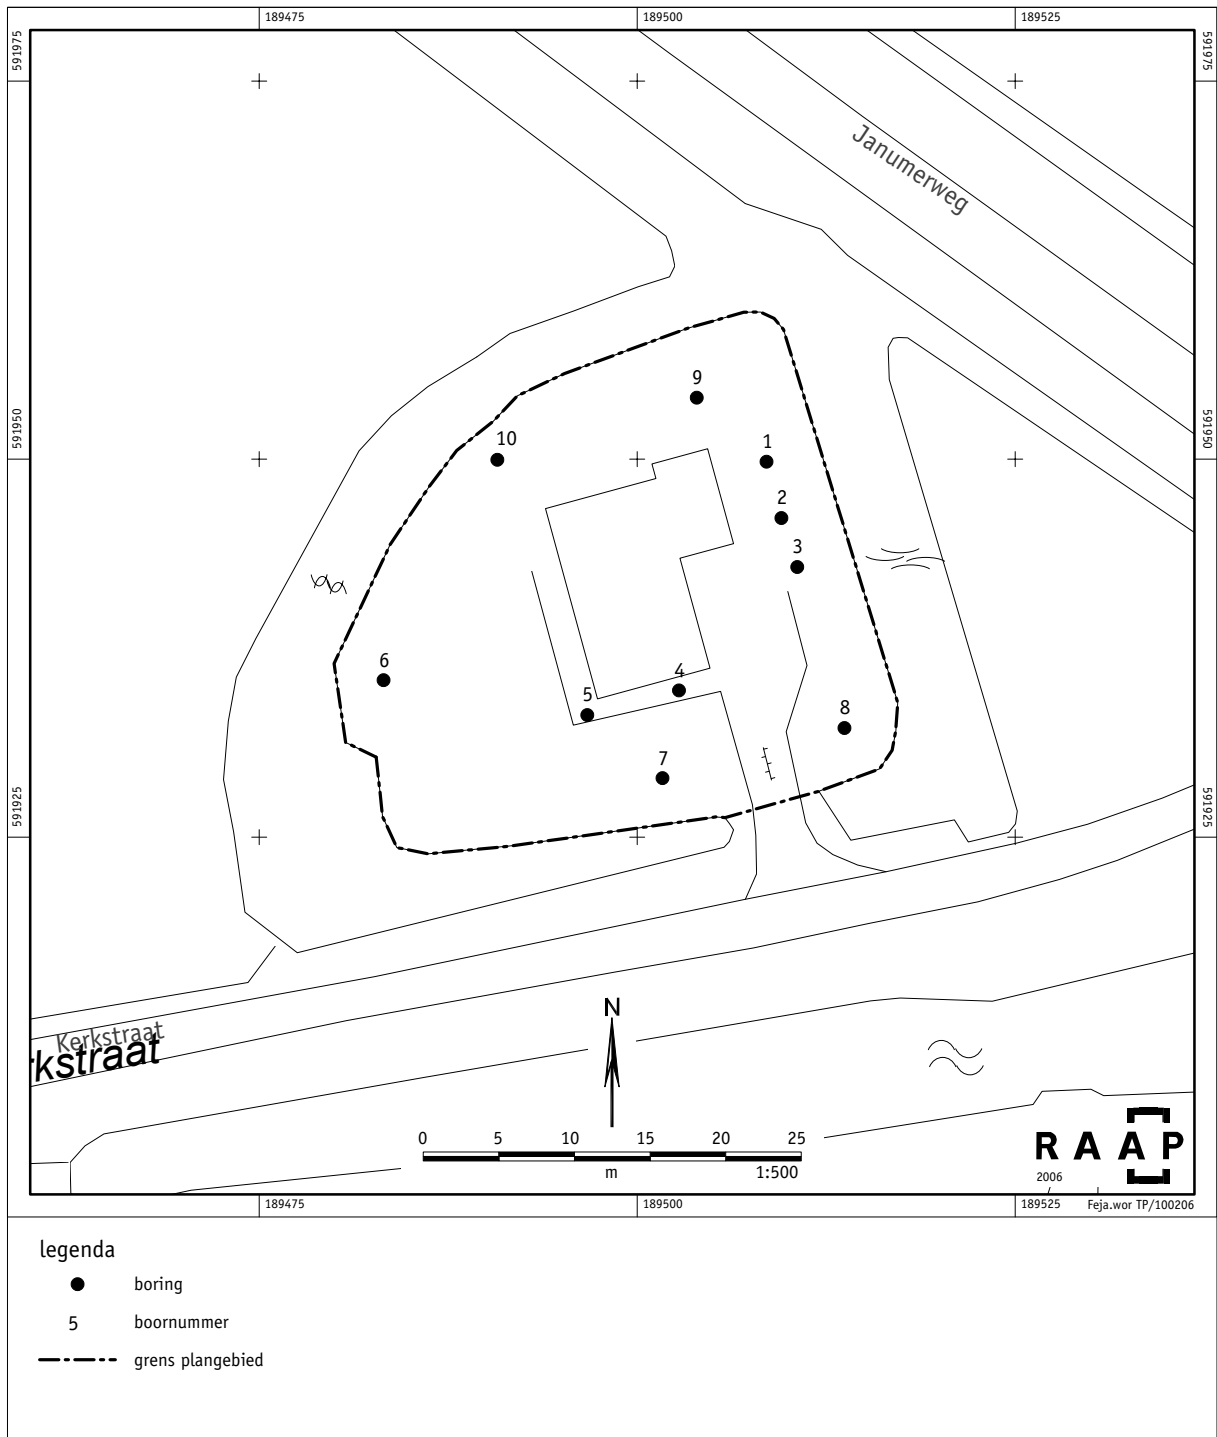 189475
189500
189525
591975
591975
Janumerweg
9
10
1
591950
591950
2
3
6
4
5
8
7
591925
591925
N
Kerkstraat
rkstraat
0 5 10 15 20 25
m 1:500
RAAP
2006
189475
189500
189525
Feja.wor TP/100206
legenda
boring
5 boornummer
grens plangebied